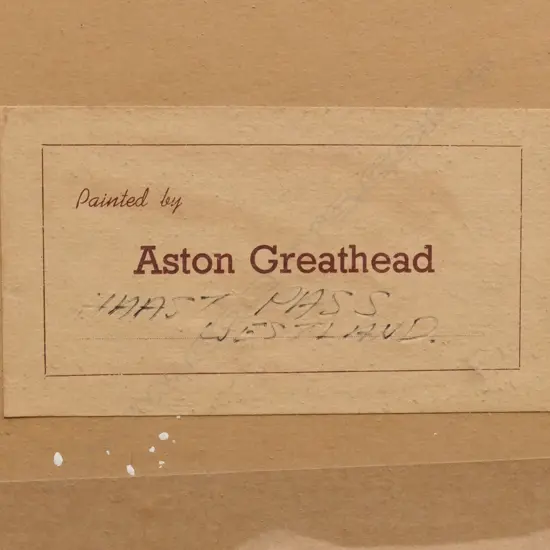 Painted by
Aston Greathead
HAAST PASS
WESTLAND.